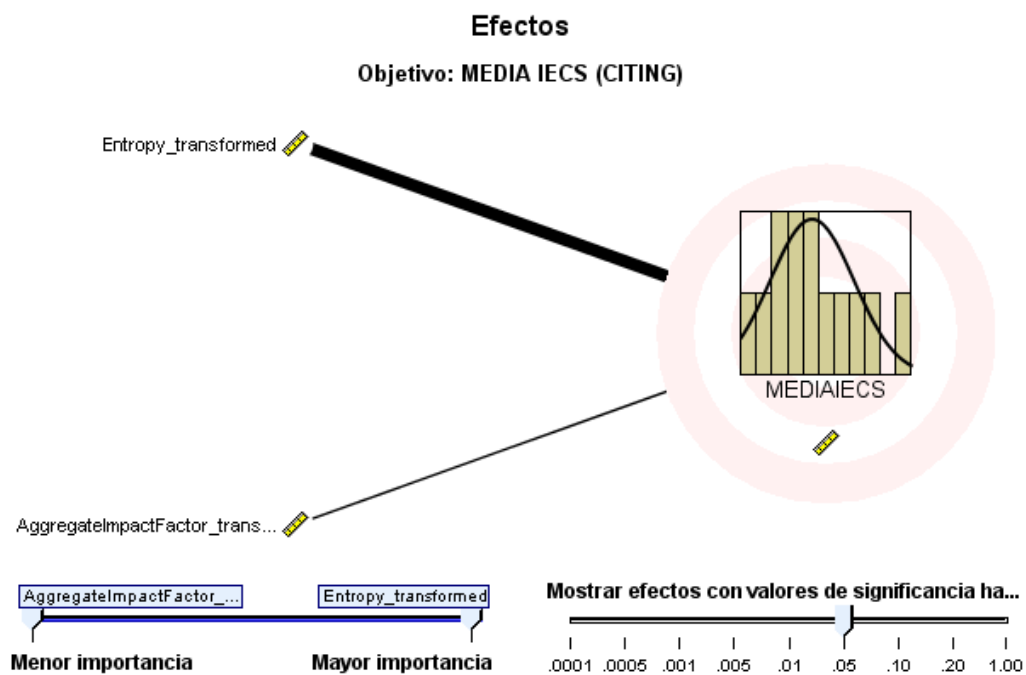 Efectos
Objetivo: MEDIA IECS (CITING)
Entropy_transformed
MEDIAIECS
AggregateImpactFactor_trans...
AggregateImpactFactor_... Entropy_transformed
Menor importancia Mayor importancia
Mostrar efectos con valores de significancia ha...
.0001 .0005 .001 .005 .01 .05 .10 .20 1.00